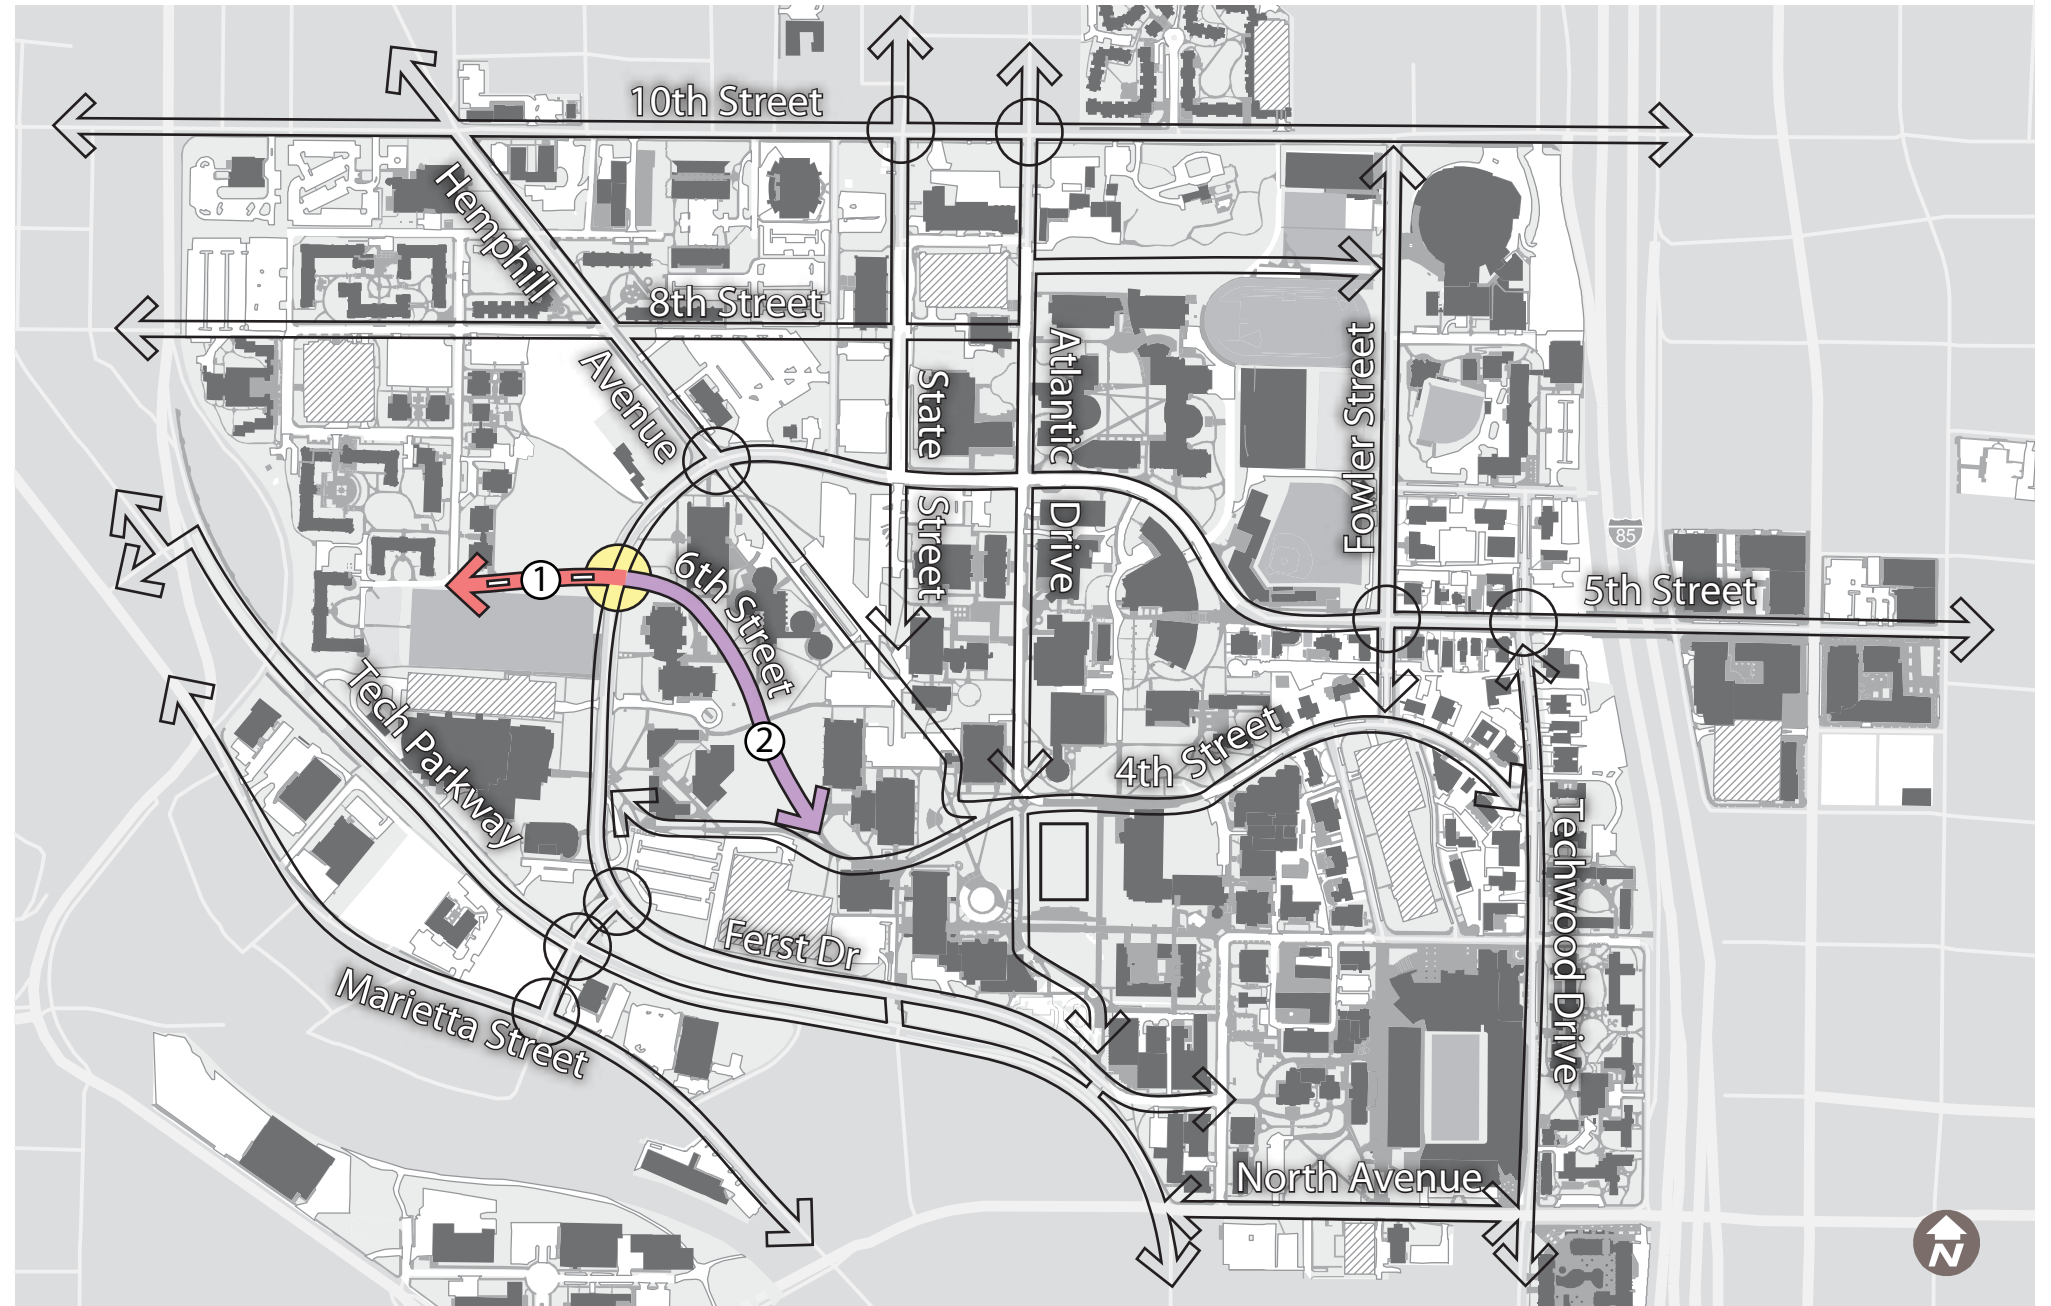 10th Street
Hemphill
Avenue
8th Street
State
Street
Atlantic
Drive
Fowler Street
85
5th Street
1
6th Street
2
Tech Parkway
4th Street
Techwood Drive
Ferst Dr
Marietta Street
North Avenue
N